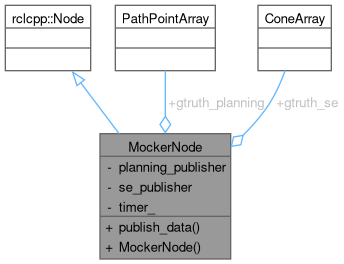 rclcpp::Node
PathPointArray
ConeArray
+gtruth_planning
+gtruth_se
MockerNode
- planning_publisher
- se_publisher
- timer_
+ publish_data()
+ MockerNode()